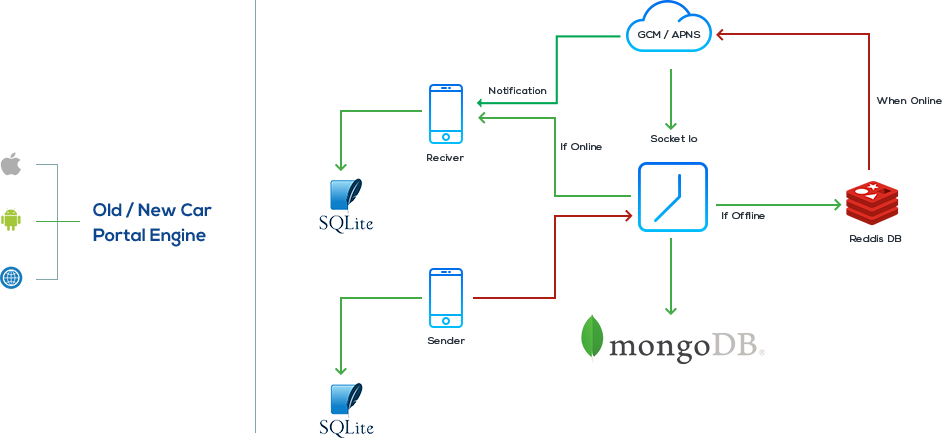 GCM / APNS
Notification
When Online
Socket Io
If Online
Reciver
Old / New Car
Portal Engine
SQLite
If Offline
Reddis DB
Sender
mongoDB®
SQLite